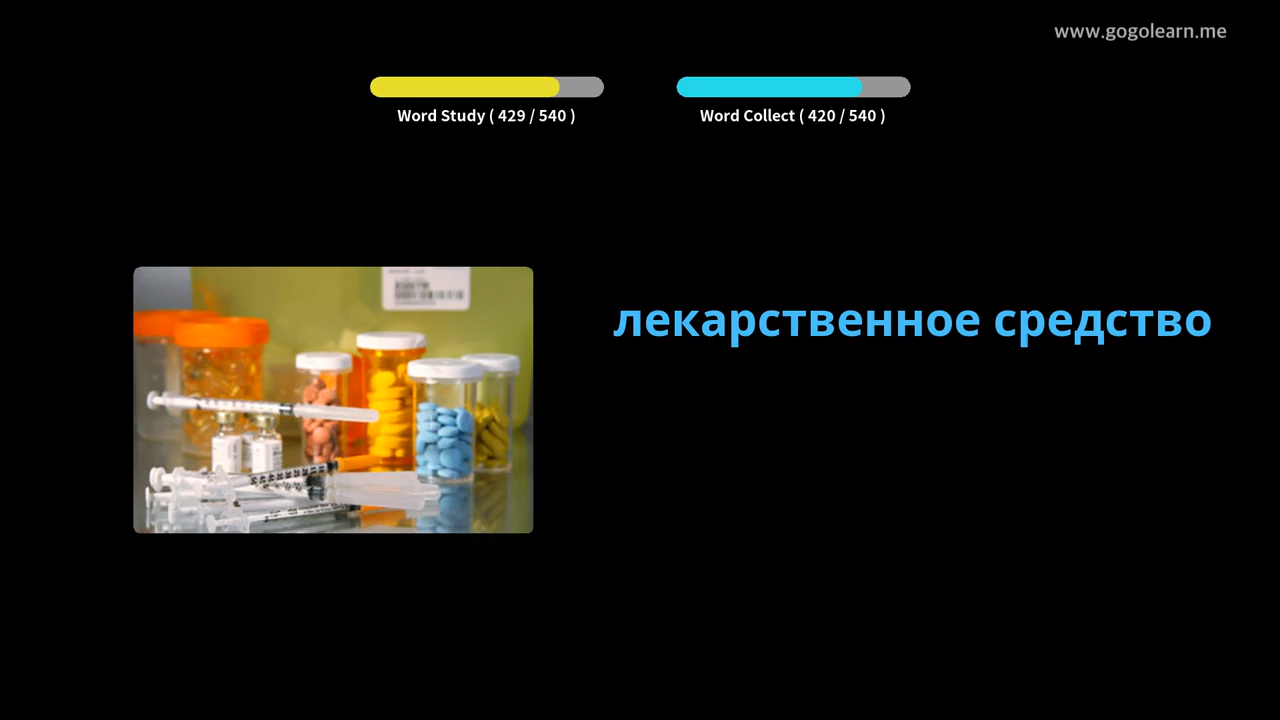 www.gogolearn.me
Word Study ( 429 / 540 )
Word Collect ( 420 / 540 )
лекарственное средство